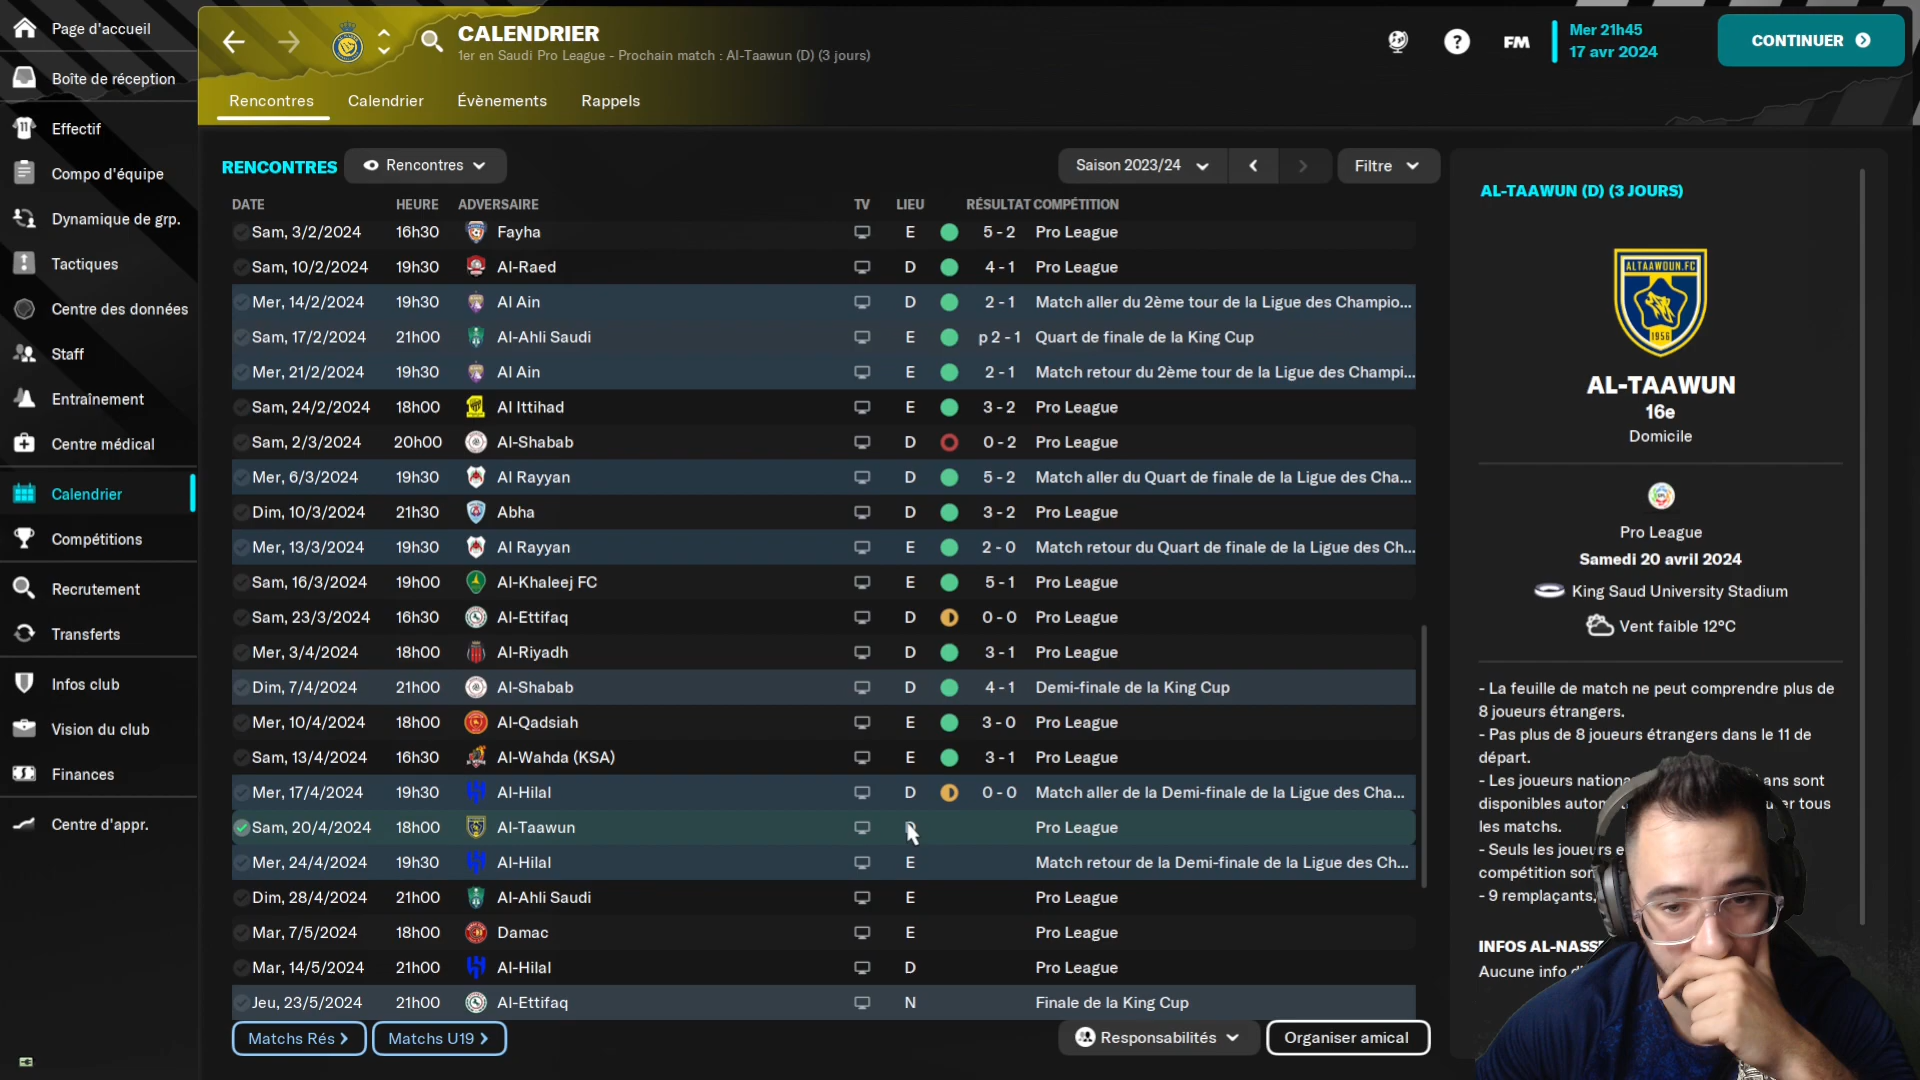 Page d'accueil
Boîte de réception
Effectif
Compo d'équipe
Dynamique de grp.
Tactiques
Centre des données
Staff
Entraînement
Centre médical
Calendrier
Compétitions
Recrutement
Transferts
Infos club
Vision du club
Finances
Centre d'appr.
CALENDRIER
1er en Saudi Pro League - Prochain match : Al-Taawun (D) (3 jours)
FM
Mer 21h45
17 avr 2024
CONTINUER
Rencontres Calendrier Évènements Rappels
RENCONTRES Rencontres Saison 2023/24 Filtre
DATE HEURE ADVERSAIRE TV LIEU RÉSULTAT COMPÉTITION
Sam, 3/2/2024 16h30 Fayha E 5 - 2 Pro League
Sam, 10/2/2024 19h30 Al-Raed D 4 - 1 Pro League
Mer, 14/2/2024 19h30 Al Ain D 2 - 1 Match aller du 2ème tour de la Ligue des Champio...
Sam, 17/2/2024 21h00 Al-Ahli Saudi E p 2 - 1 Quart de finale de la King Cup
Mer, 21/2/2024 19h30 Al Ain E 2 - 1 Match retour du 2ème tour de la Ligue des Champi...
Sam, 24/2/2024 18h00 Al Ittihad E 3 - 2 Pro League
Sam, 2/3/2024 20h00 Al-Shabab D 0 - 2 Pro League
Mer, 6/3/2024 19h30 Al Rayyan D 5 - 2 Match aller du Quart de finale de la Ligue des Cha...
Dim, 10/3/2024 21h30 Abha D 3 - 2 Pro League
Mer, 13/3/2024 19h30 Al Rayyan E 2 - 0 Match retour du Quart de finale de la Ligue des Ch...
Sam, 16/3/2024 19h00 Al-Khaleej FC E 5 - 1 Pro League
Sam, 23/3/2024 16h30 Al-Ettifaq D 0 - 0 Pro League
Mer, 3/4/2024 18h00 Al-Riyadh D 3 - 1 Pro League
Dim, 7/4/2024 21h00 Al-Shabab D 4 - 1 Demi-finale de la King Cup
Mer, 10/4/2024 18h00 Al-Qadsiah E 3 - 0 Pro League
Sam, 13/4/2024 16h30 Al-Wahda (KSA) E 3 - 1 Pro League
Mer, 17/4/2024 19h30 Al-Hilal D 0 - 0 Match aller de la Demi-finale de la Ligue des Cha...
Sam, 20/4/2024 18h00 Al-Taawun Pro League
Mer, 24/4/2024 19h30 Al-Hilal E Match retour de la Demi-finale de la Ligue des Ch...
Dim, 28/4/2024 21h00 Al-Ahli Saudi E Pro League
Mar, 7/5/2024 18h00 Damac E Pro League
Mar, 14/5/2024 21h00 Al-Hilal D Pro League
Jeu, 23/5/2024 21h00 Al-Ettifaq N Finale de la King Cup
Matchs Rés Matchs U19 Responsabilités Organiser amical
AL-TAAWUN (D) (3 JOURS)
ALTAAWOUN.FC
1956
AL-TAAWUN
16e
Domicile
Pro League
Samedi 20 avril 2024
King Saud University Stadium
Vent faible 12°C
- La feuille de match ne peut comprendre plus de
8 joueurs étrangers.
- Pas plus de 8 joueurs étrangers dans le 11 de
départ.
- Les joueurs ans sont
disponibles tous
les matchs.
- Seuls les joueurs
compétition
- 9 remplaçants,
INFOS
Aucune info